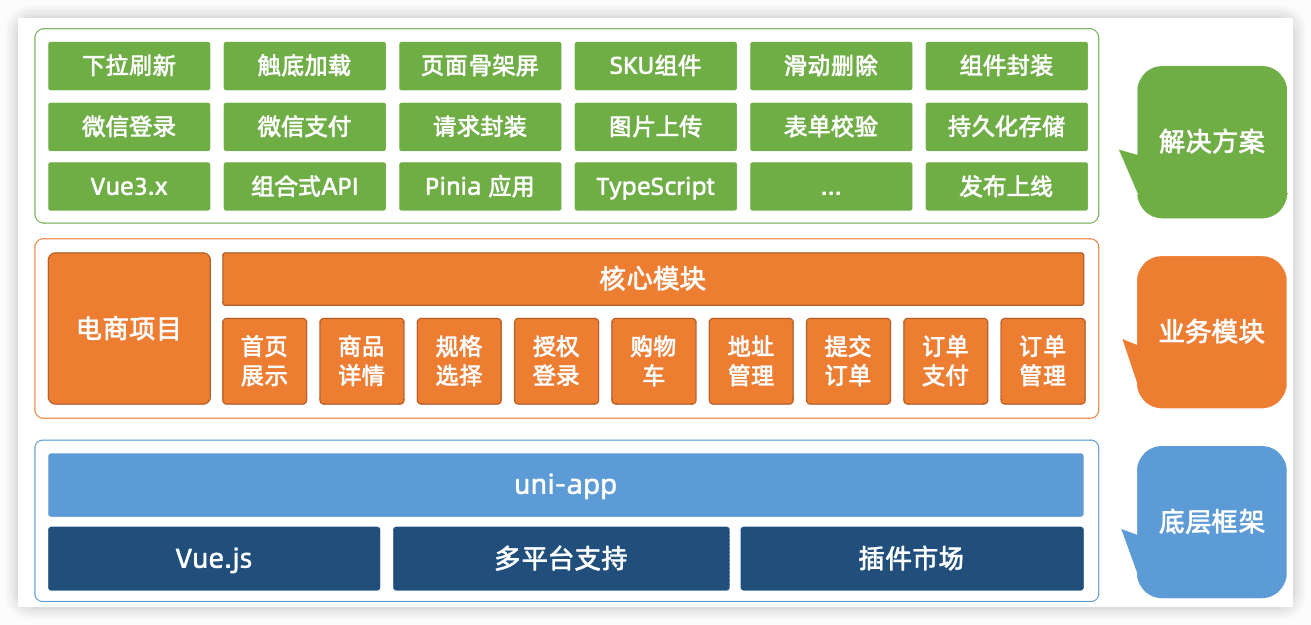 下拉刷新
触底加载
页面骨架屏
SKU组件
滑动删除
组件封装
微信登录
微信支付
请求封装
图片上传
表单校验
持久化存储
Vue3.x
组合式API
Pinia 应用
TypeScript
...
发布上线
解决方案
电商项目
核心模块
首页
展示
商品
详情
规格
选择
授权
登录
购物
车
地址
管理
提交
订单
订单
支付
订单
管理
业务模块
uni-app
Vue.js
多平台支持
插件市场
底层框架